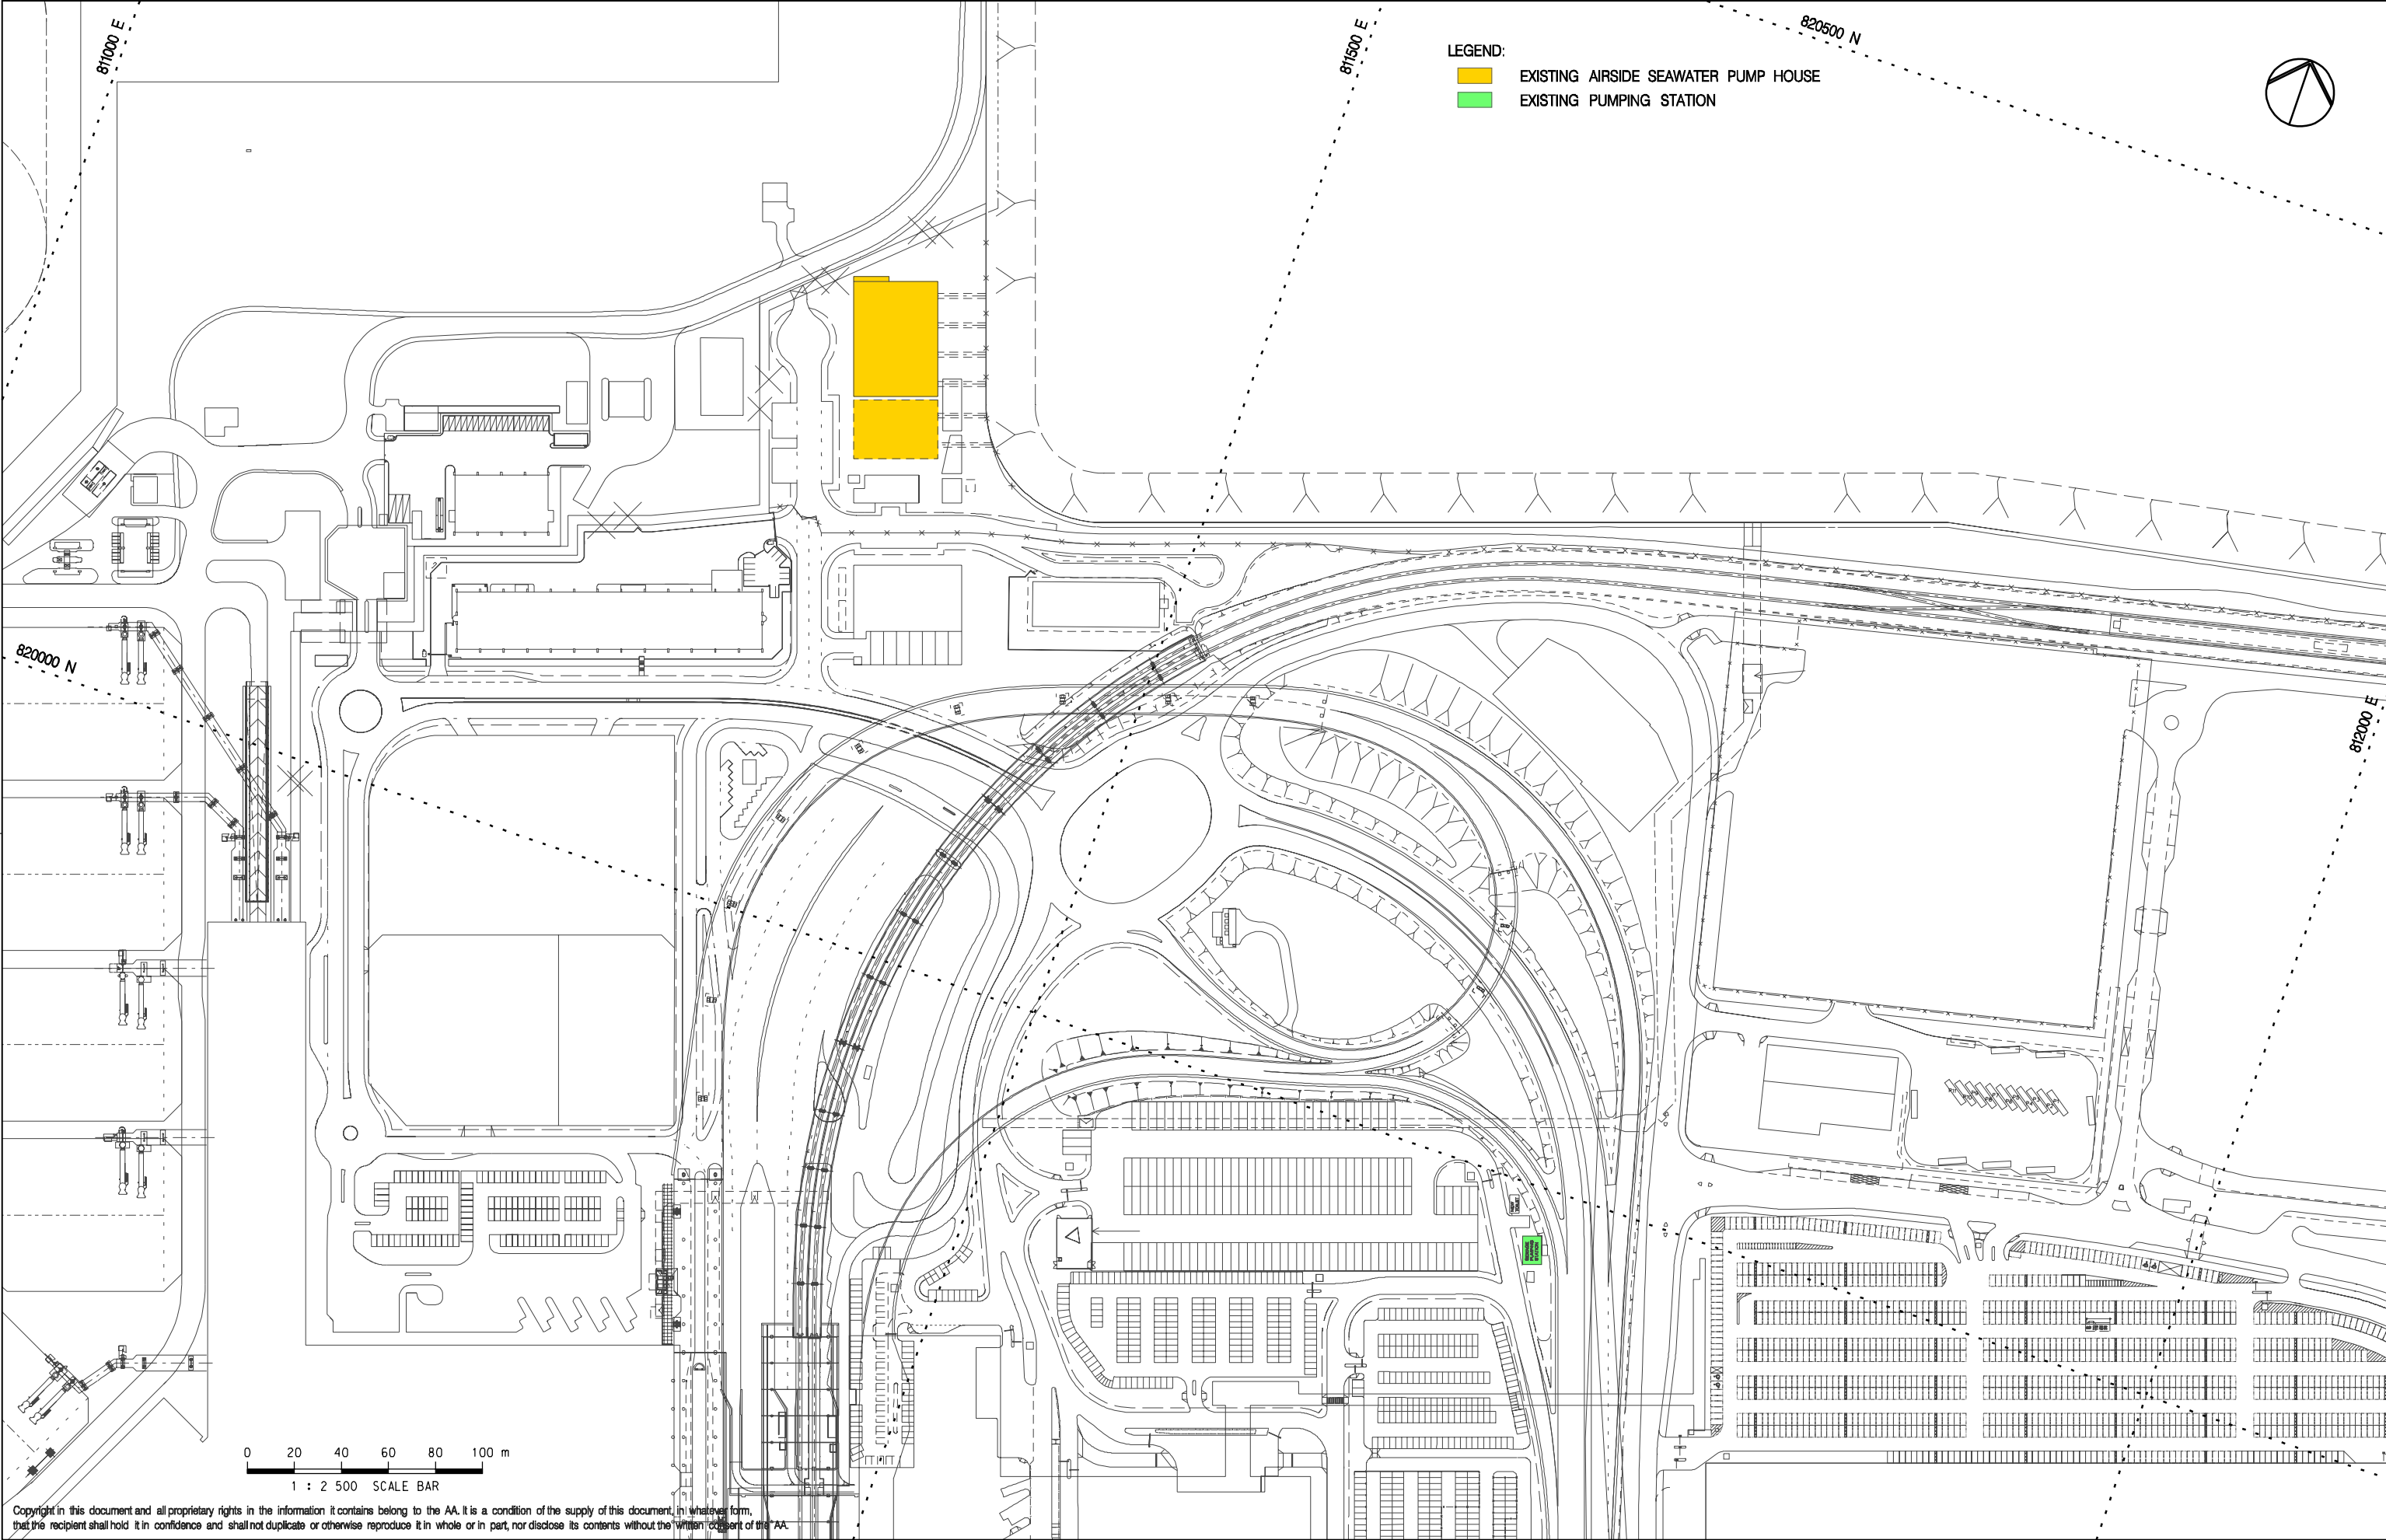 811000 E
811500 E
820500 N
LEGEND:
EXISTING AIRSIDE SEAWATER PUMP HOUSE
EXISTING PUMPING STATION
820000 N
812000 E
0 20 40 60 80 100 m
1 : 2 500 SCALE BAR
Copyright in this document and all proprietary rights in the information it contains belong to the AA. It is a condition of the supply of this document, in whatever form,
that the recipient shall hold it in confidence and shall not duplicate or otherwise reproduce it in whole or in part, nor disclose its contents without the written consent of the AA.